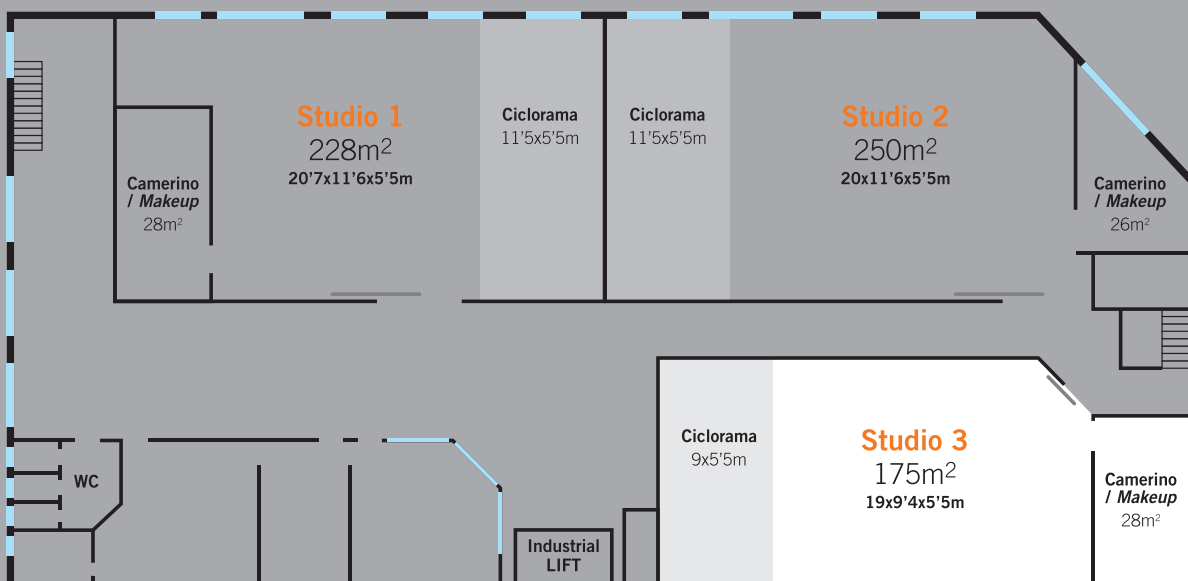 Studio 1
228m²
20'7x11'6x5'5m
Ciclorama
11'5x5'5m
Ciclorama
11'5x5'5m
Studio 2
250m²
20x11'6x5'5m
Camerino
/ Makeup
28m²
Camerino
/ Makeup
26m²
Ciclorama
9x5'5m
Studio 3
175m²
19x9'4x5'5m
WC
Camerino
/ Makeup
28m²
Industrial
LIFT